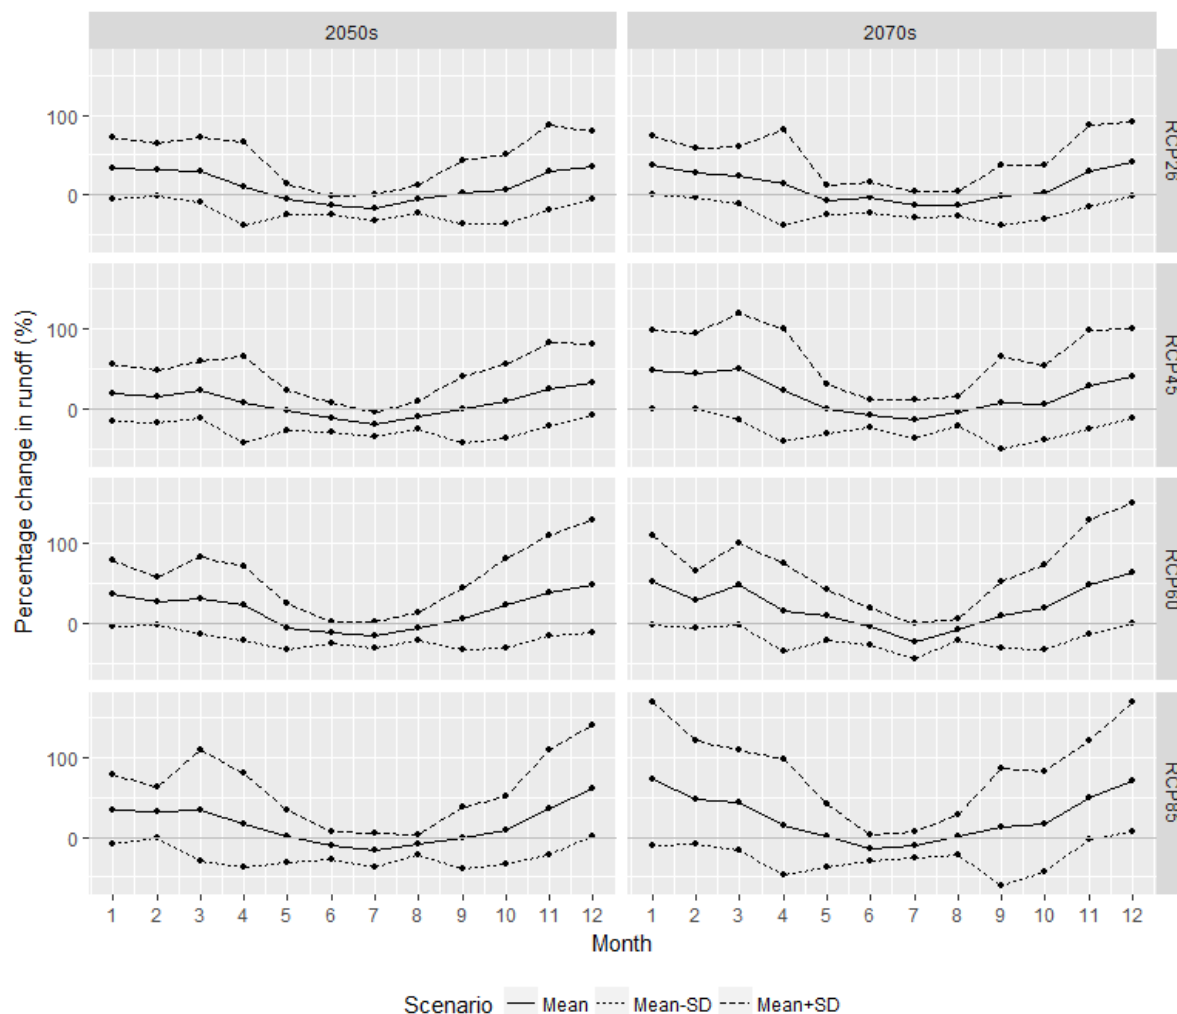 2050s 2070s
100
0
RCP26
100
0
RCP45
Percentage change in runoff (%)
100
0
RCP60
100
0
RCP85
1 2 3 4 5 6 7 8 9 10 11 12 1 2 3 4 5 6 7 8 9 10 11 12
Month
Scenario Mean Mean-SD Mean+SD